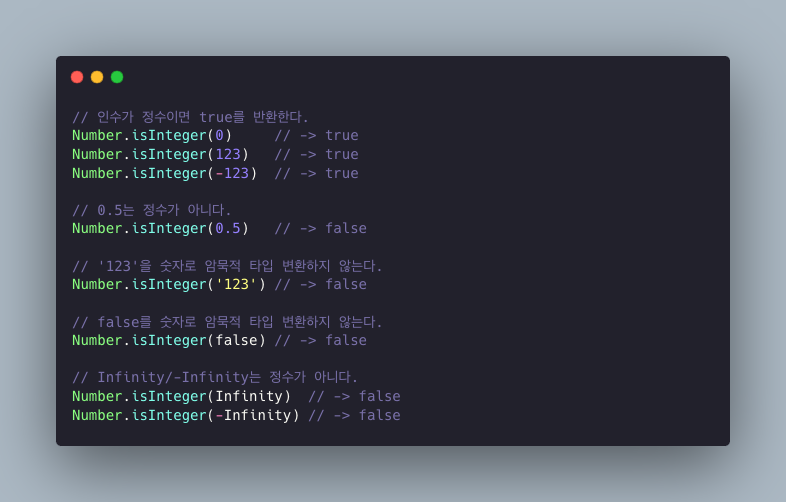 // 인수가 정수이면 true를 반환한다.
Number.isInteger(0)     // -> true
Number.isInteger(123)   // -> true
Number.isInteger(-123)  // -> true
// 0.5는 정수가 아니다.
Number.isInteger(0.5)   // -> false
// '123'을 숫자로 암묵적 타입 변환하지 않는다.
Number.isInteger('123') // -> false
// false를 숫자로 암묵적 타입 변환하지 않는다.
Number.isInteger(false) // -> false
// Infinity/-Infinity는 정수가 아니다.
Number.isInteger(Infinity)  // -> false
Number.isInteger(-Infinity) // -> false